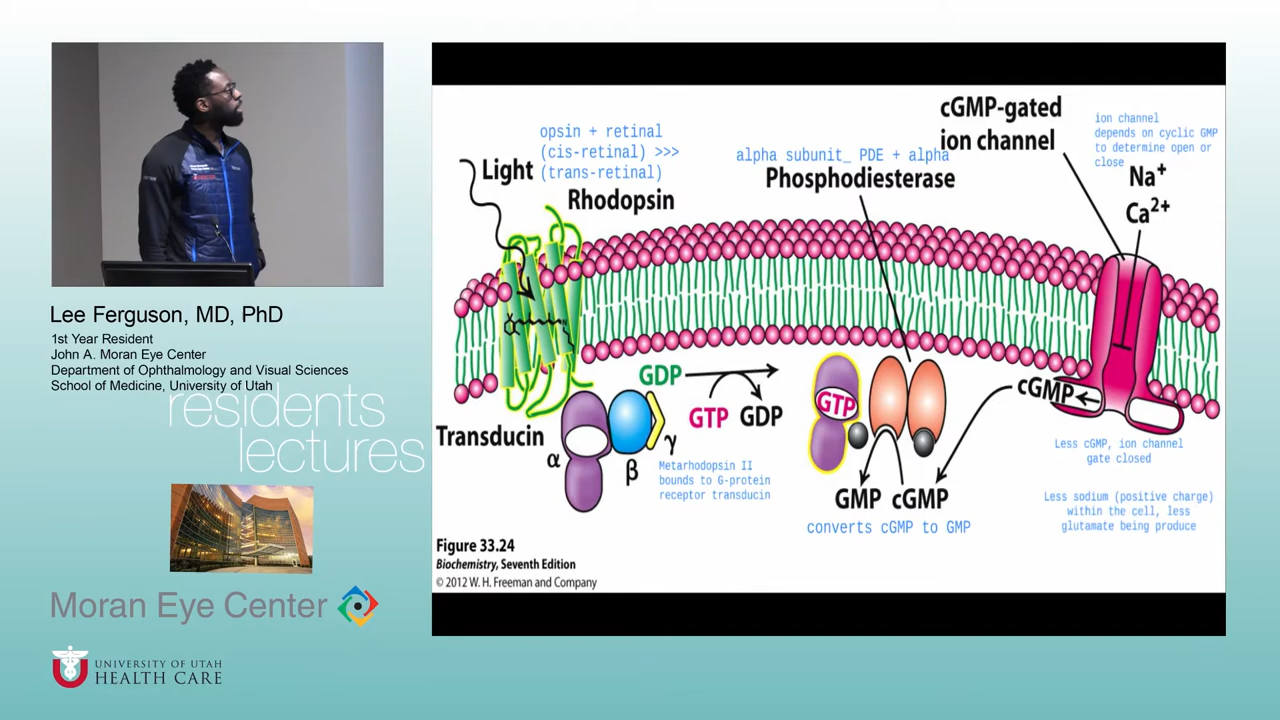 Lee Ferguson, MD, PhD
1st Year Resident
John A. Moran Eye Center
Department of Ophthalmology and Visual Sciences
School of Medicine, University of Utah
residents
lectures
Moran Eye Center
UNIVERSITY OF UTAH
HEALTH CARE
Light
opsin + retinal
(cis-retinal) >>>
(trans-retinal)
Rhodopsin
alpha subunit_ PDE + alpha
Phosphodiesterase
cGMP-gated
ion channel
ion channel
depends on cyclic GMP
to determine open or
close
Na+
Ca2+
GDP
GTP
GDP
GTP
cGMP
Transducin
α
β
γ
Metarhodopsin II
bounds to G-protein
receptor transducin
GMP
cGMP
converts cGMP to GMP
Less cGMP, ion channel
gate closed
Less sodium (positive charge)
within the cell, less
glutamate being produce
Figure 33.24
Biochemistry, Seventh Edition
© 2012 W. H. Freeman and Company